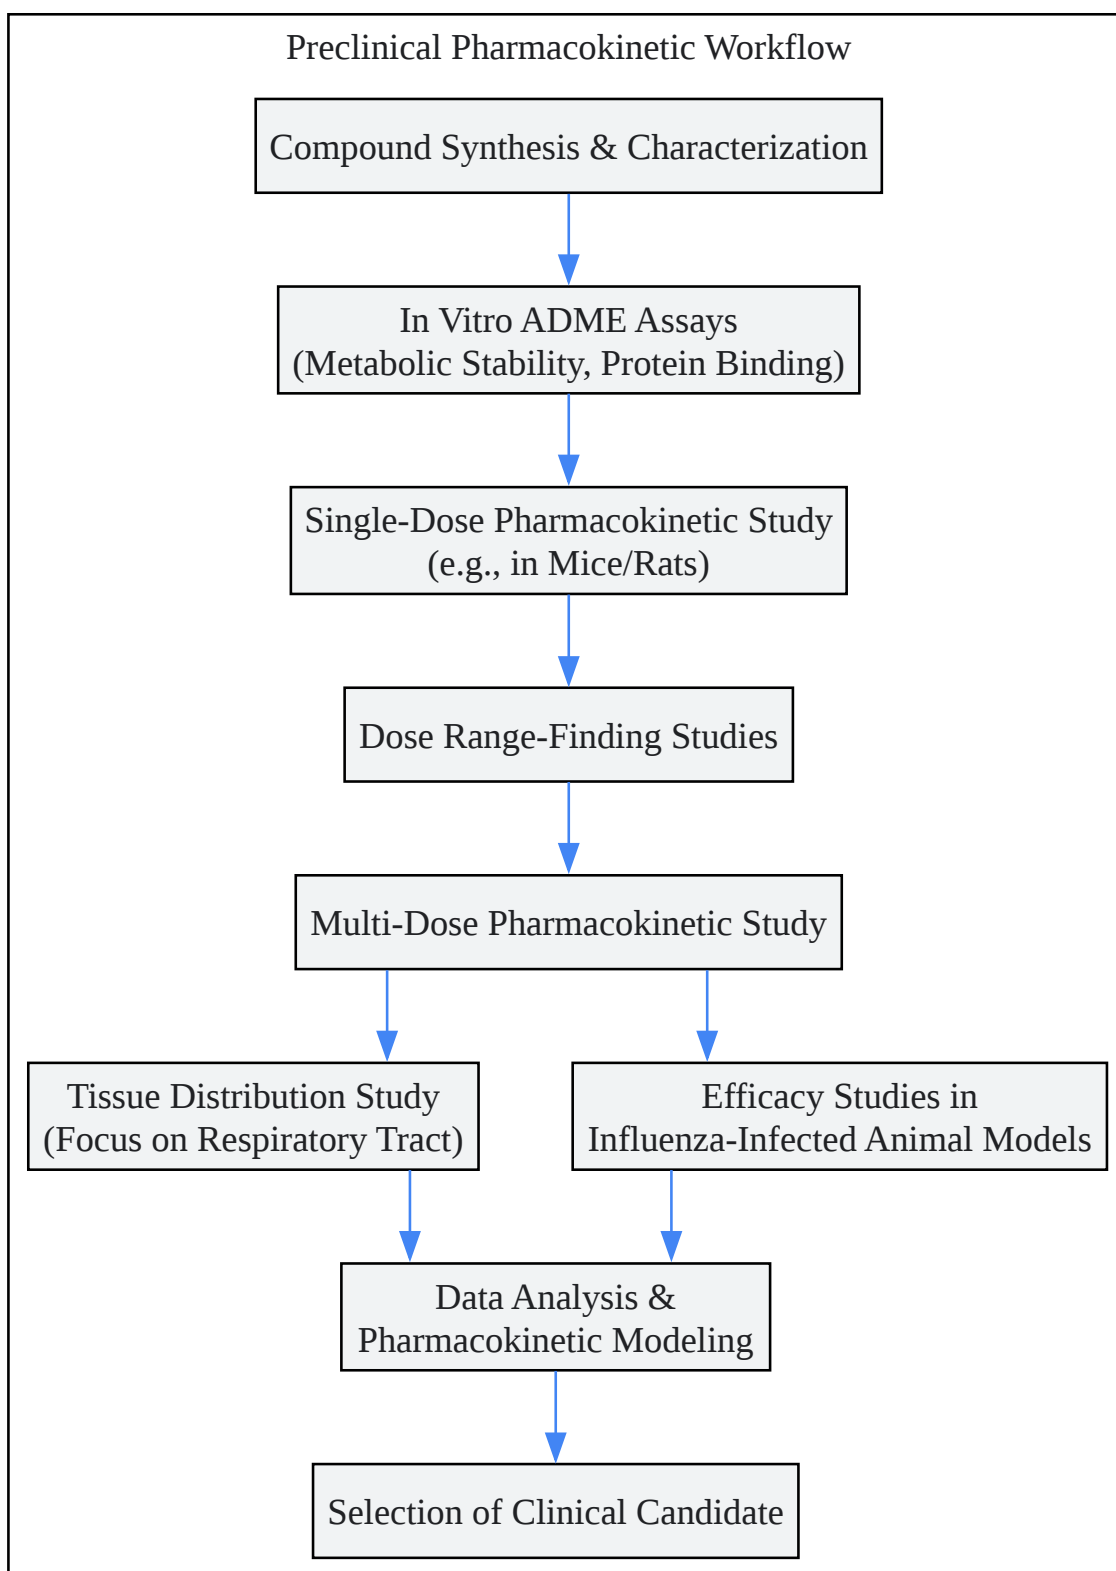 Preclinical Pharmacokinetic Workflow
Compound Synthesis & Characterization
In Vitro ADME Assays
(Metabolic Stability, Protein Binding)
Single-Dose Pharmacokinetic Study
(e.g., in Mice/Rats)
Dose Range-Finding Studies
Multi-Dose Pharmacokinetic Study
Tissue Distribution Study
(Focus on Respiratory Tract)
Efficacy Studies in
Influenza-Infected Animal Models
Data Analysis &
Pharmacokinetic Modeling
Selection of Clinical Candidate